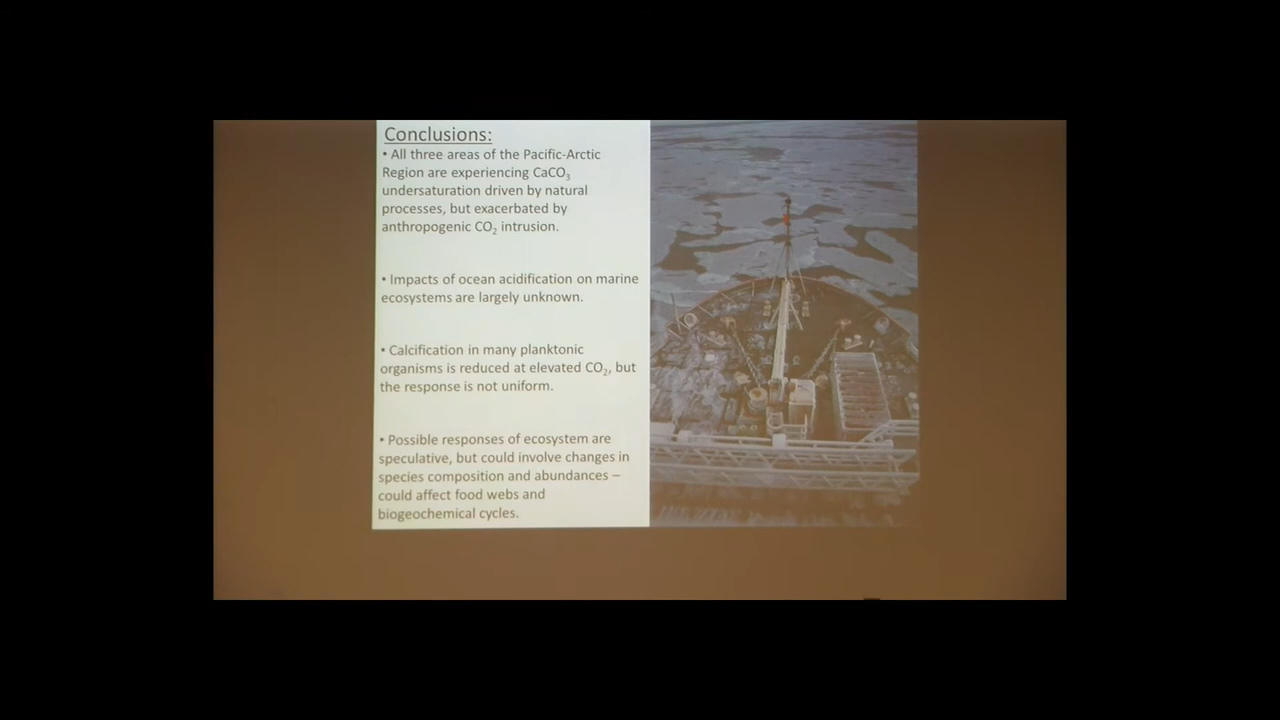 Conclusions:
• All three areas of the Pacific-Arctic
Region are experiencing CaCO₃
undersaturation driven by natural
processes, but exacerbated by
anthropogenic CO₂ intrusion.
• Impacts of ocean acidification on marine
ecosystems are largely unknown.
• Calcification in many planktonic
organisms is reduced at elevated CO₂, but
the response is not uniform.
• Possible responses of ecosystem are
speculative, but could involve changes in
species composition and abundances –
could affect food webs and
biogeochemical cycles.